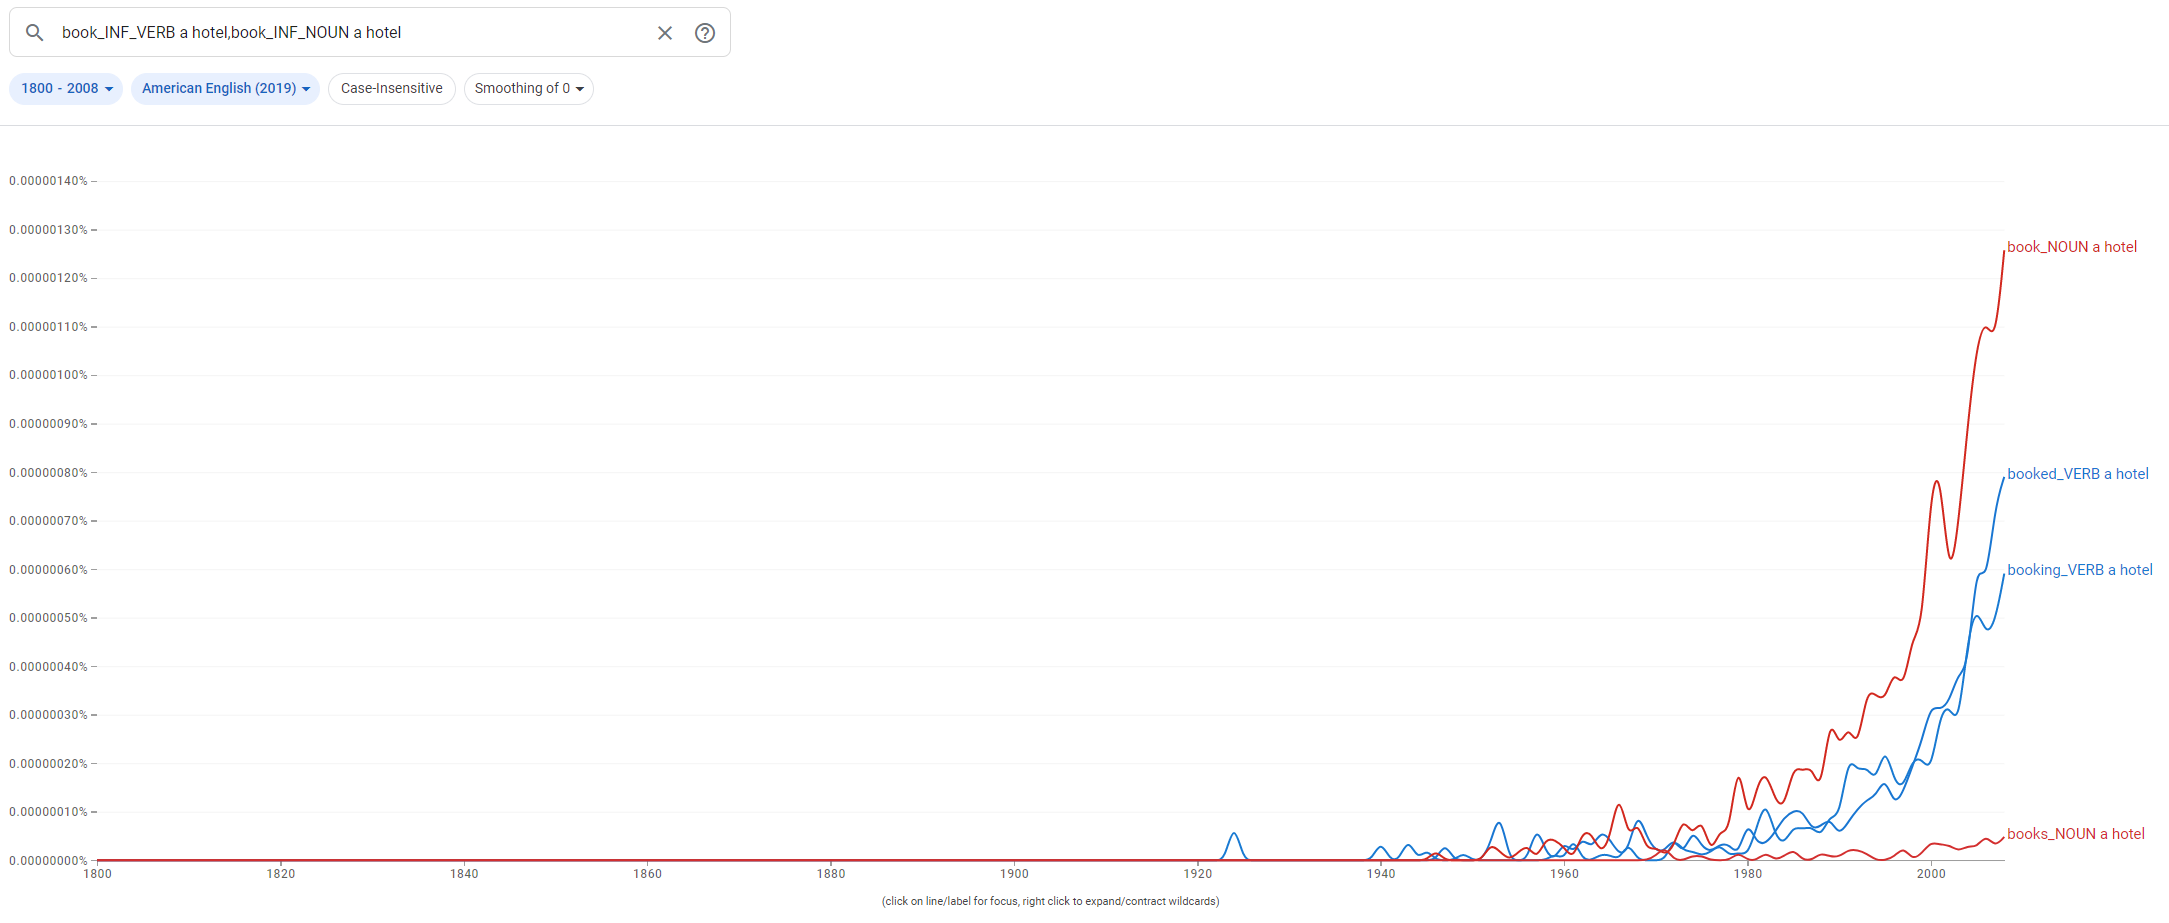 book_INF_VERB a hotel,book_INF_NOUN a hotel
1800 - 2008 American English (2019) Case-Insensitive Smoothing of 0
0.00000140%
0.00000130%
book_NOUN a hotel
0.00000120%
0.00000110%
0.00000100%
0.00000090%
0.00000080%
booked_VERB a hotel
0.00000070%
0.00000060%
booking_VERB a hotel
0.00000050%
0.00000040%
0.00000030%
0.00000020%
0.00000010%
books_NOUN a hotel
0.00000000%
1800 1820 1840 1860 1880 1900 1920 1940 1960 1980 2000
(click on line/label for focus, right click to expand/contract wildcards)